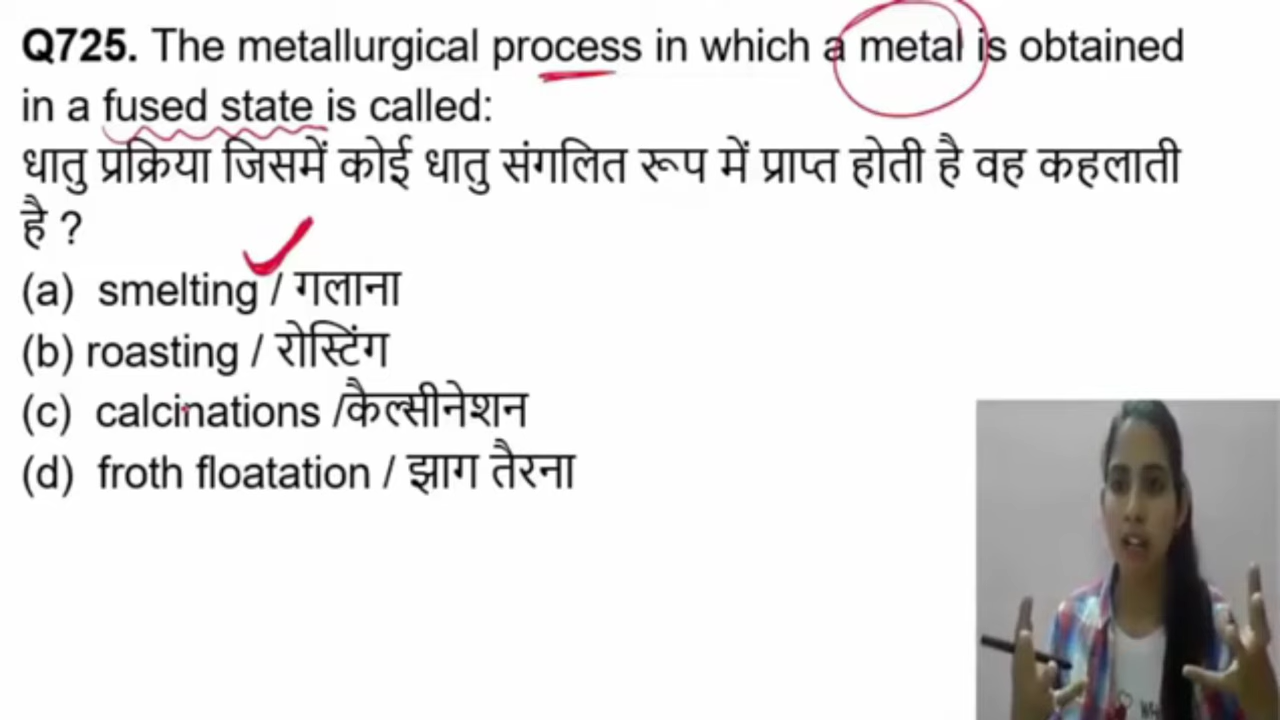 Q725. The metallurgical process in which a metal is obtained
in a fused state is called:
धातु प्रक्रिया जिसमें कोई धातु संगलित रूप में प्राप्त होती है वह कहलाती
है ?
(a) smelting / गलाना
(b) roasting / रोस्टिंग
(c) calcinations /कैल्सीनेशन
(d) froth floatation / झाग तैरना